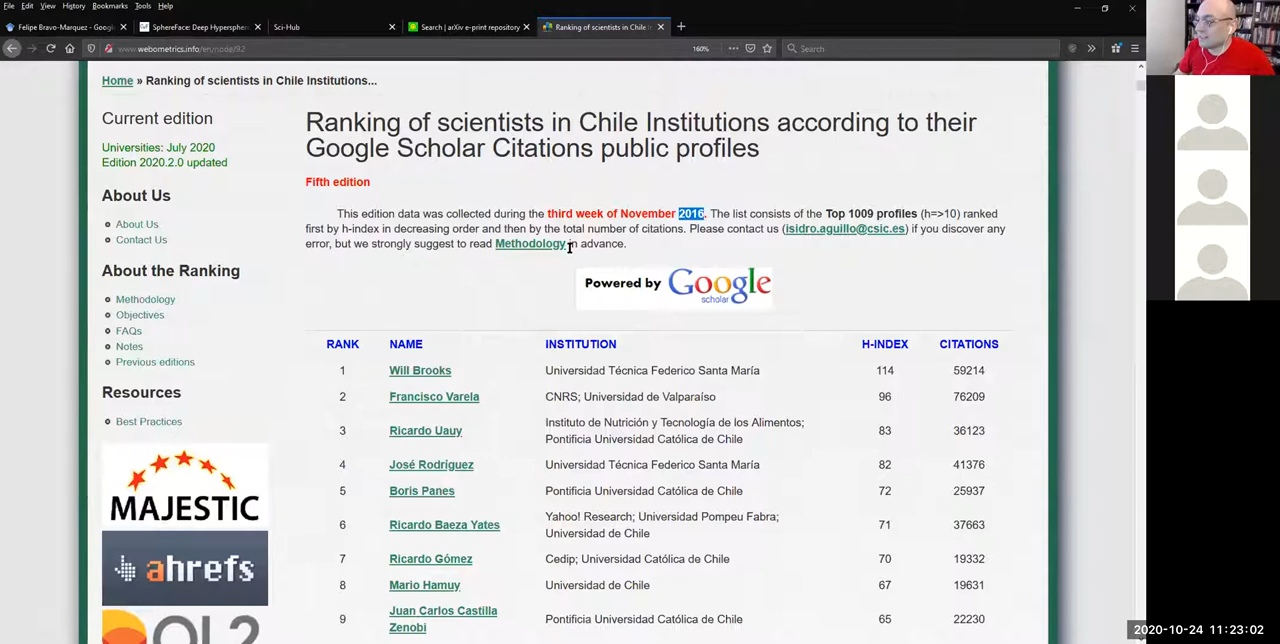 File Edit View History Bookmarks Tools Help
Felipe Bravo-Marquez - Googl
SphereFace: Deep Hypersphere
Sci-Hub
Search | arXiv e-print repository
Ranking of scientists in Chile In
www.webometrics.info/en/node/82
160%
Search
Home » Ranking of scientists in Chile Institutions...
Current edition
Universities: July 2020
Edition 2020.2.0 updated
About Us
About Us
Contact Us
About the Ranking
Methodology
Objectives
FAQs
Notes
Previous editions
Resources
Best Practices
MAJESTIC
ahrefs
Ranking of scientists in Chile Institutions according to their
Google Scholar Citations public profiles
Fifth edition
This edition data was collected during the third week of November 2016. The list consists of the Top 1009 profiles (h=>10) ranked
first by h-index in decreasing order and then by the total number of citations. Please contact us (isidro.aguillo@csic.es) if you discover any
error, but we strongly suggest to read Methodology in advance.
Powered by Google
scholar
RANK NAME INSTITUTION H-INDEX CITATIONS
1 Will Brooks Universidad Técnica Federico Santa María 114 59214
2 Francisco Varela CNRS; Universidad de Valparaíso 96 76209
3 Ricardo Uauy Instituto de Nutrición y Tecnología de los Alimentos; 83 36123
Pontificia Universidad Católica de Chile
4 José Rodríguez Universidad Técnica Federico Santa María 82 41376
5 Boris Panes Pontificia Universidad Católica de Chile 72 25937
6 Ricardo Baeza Yates Yahoo! Research; Universidad Pompeu Fabra; 71 37663
Universidad de Chile
7 Ricardo Gómez Cedip; Universidad Católica de Chile 70 19332
8 Mario Hamuy Universidad de Chile 67 19631
9 Juan Carlos Castilla Pontificia Universidad Católica de Chile 65 22230
Zenobi
2020-10-24 11:23:02